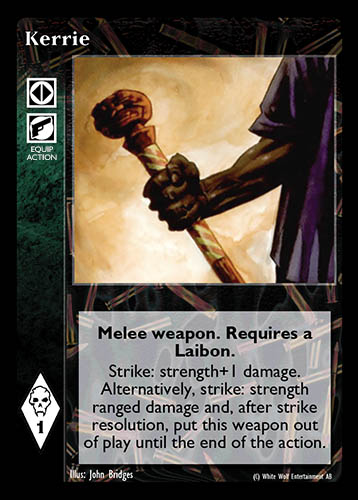 Kerrie
EQUIP
ACTION
Melee weapon. Requires a
Laibon.
Strike: strength+1 damage.
Alternatively, strike: strength
ranged damage and, after strike
resolution, put this weapon out
of play until the end of the action.
1
Illus: John Bridges
(C) White Wolf Entertainment AB